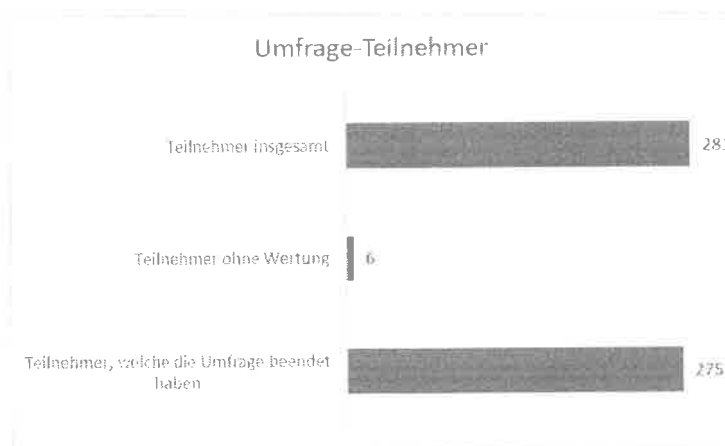 Umfrage-Teilnehmer
Teilnehmer insgesamt
281
Teilnehmer ohne Wertung
6
Teilnehmer, welche die Umfrage beendet
haben
275